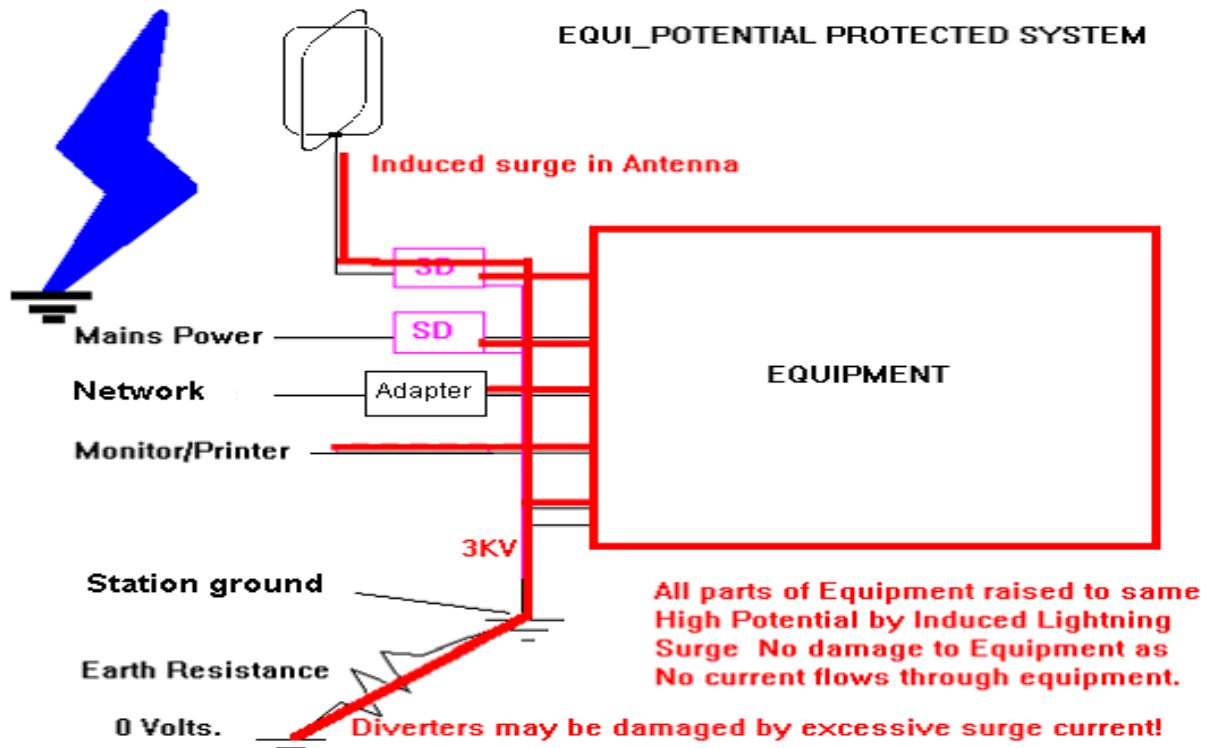 EQUI_POTENTIAL PROTECTED SYSTEM
Induced surge in Antenna
SD
Mains Power
SD
Network
Adapter
EQUIPMENT
Monitor/Printer
3KV
Station ground
All parts of Equipment raised to same
High Potential by Induced Lightning
Surge No damage to Equipment as
No current flows through equipment.
Earth Resistance
0 Volts.
Diverters may be damaged by excessive surge current!